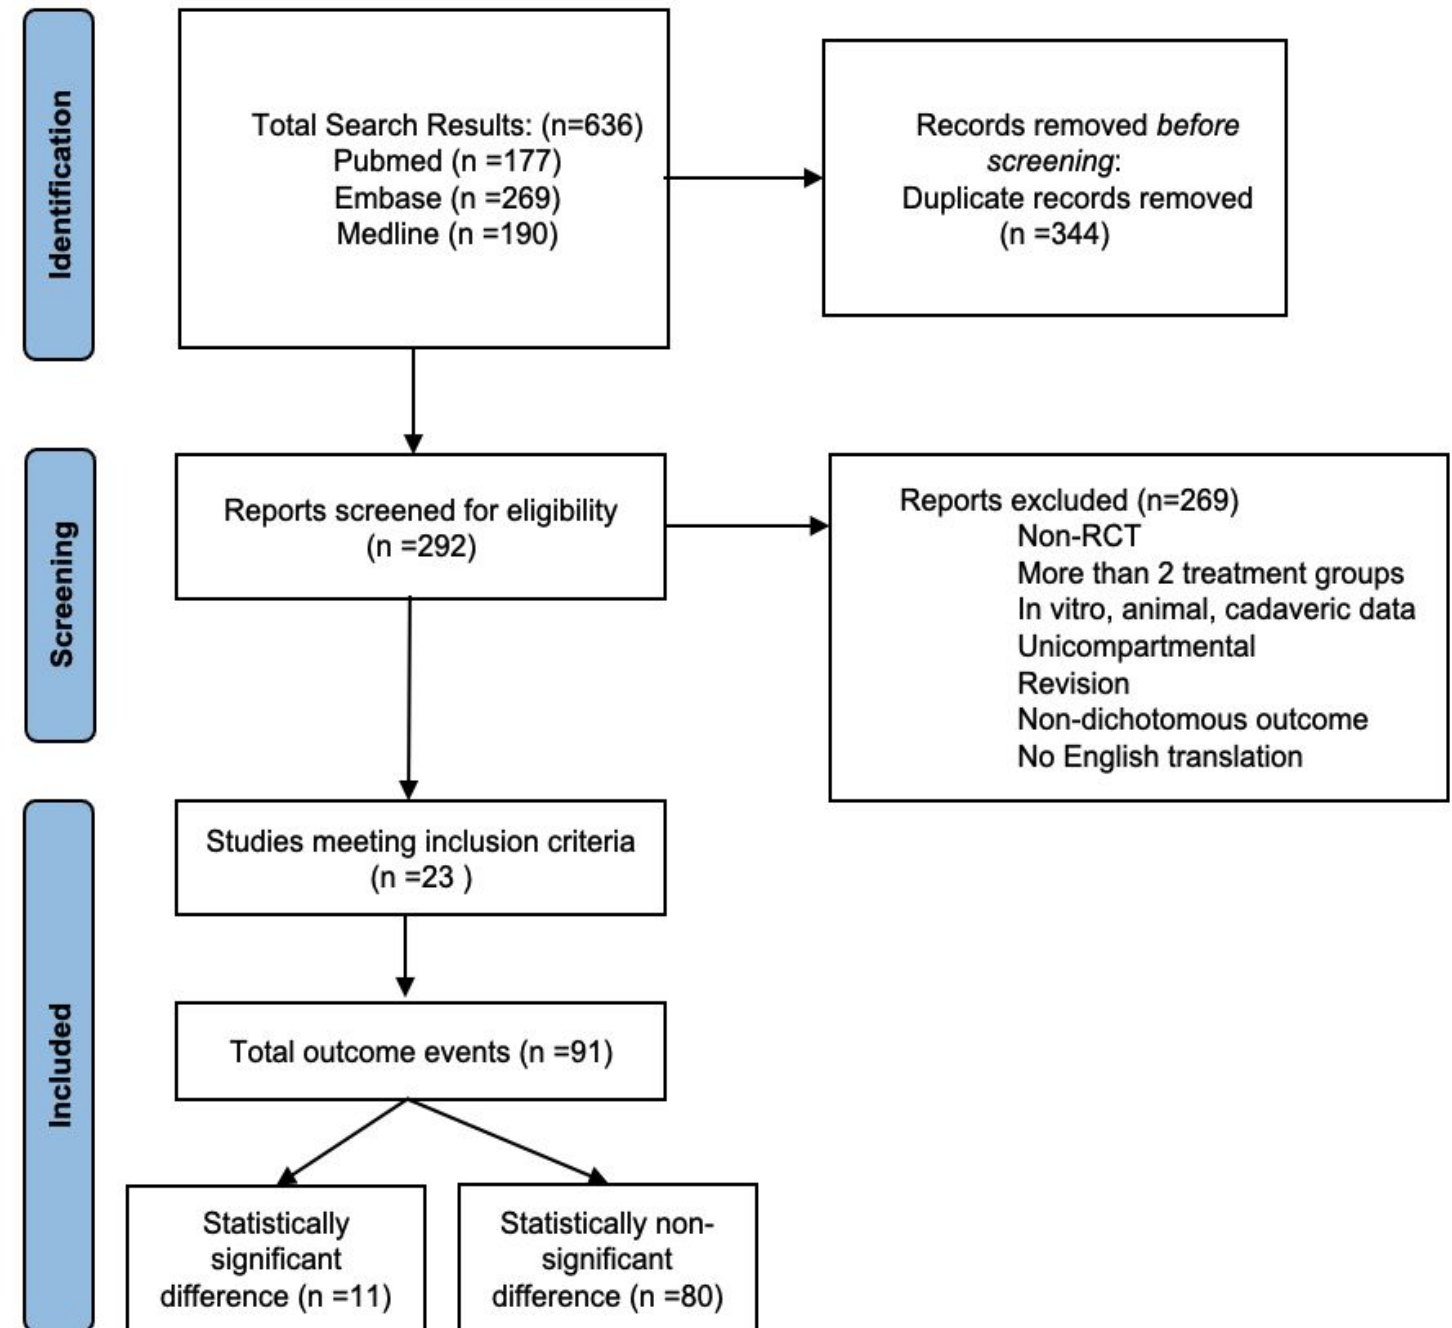 Identification
Total Search Results: (n=636)
Pubmed (n =177)
Embase (n =269)
Medline (n =190)
Records removed before
screening:
Duplicate records removed
(n =344)
Screening
Reports screened for eligibility
(n =292)
Reports excluded (n=269)
Non-RCT
More than 2 treatment groups
In vitro, animal, cadaveric data
Unicompartmental
Revision
Non-dichotomous outcome
No English translation
Included
Studies meeting inclusion criteria
(n =23 )
Total outcome events (n =91)
Statistically
significant
difference (n =11)
Statistically non-
significant
difference (n =80)